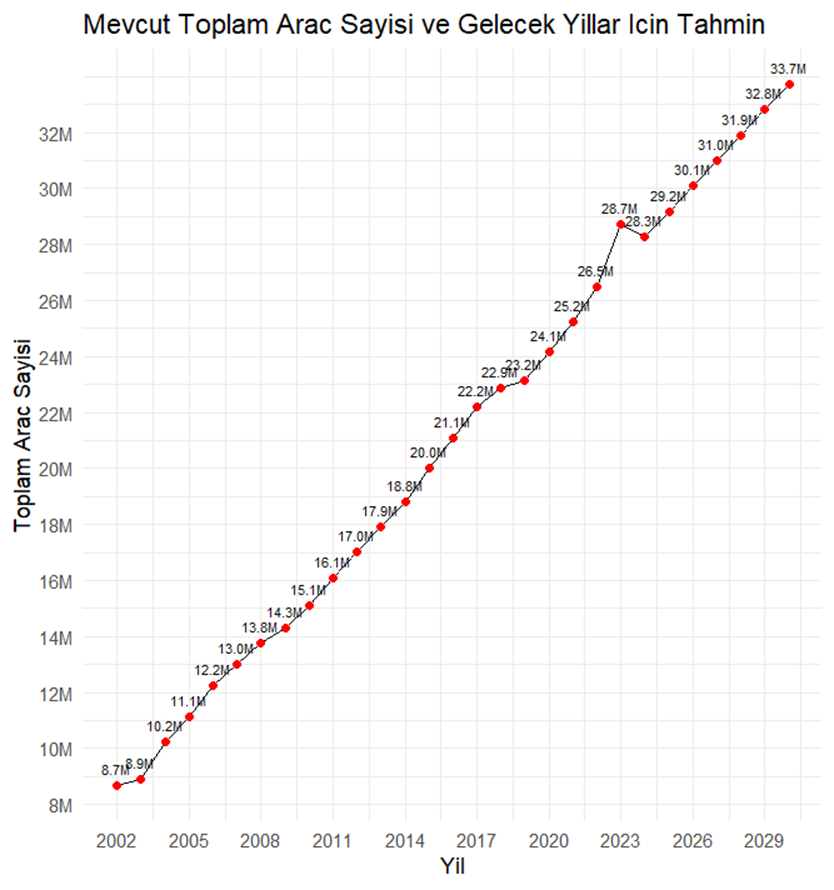 Mevcut Toplam Arac Sayisi ve Gelecek Yillar Icin Tahmin
33.7M
32.8M
31.9M
31.0M
30.1M
29.2M
28.7M
28.3M
26.5M
25.2M
24.1M
23.2M
22.9M
22.2M
21.1M
20.0M
18.8M
17.9M
17.0M
16.1M
15.1M
14.3M
13.8M
13.0M
12.2M
11.1M
10.2M
8.9M
8.7M
32M
30M
28M
26M
24M
22M
20M
18M
16M
14M
12M
10M
8M
Toplam Arac Sayisi
2002 2005 2008 2011 2014 2017 2020 2023 2026 2029
Yil